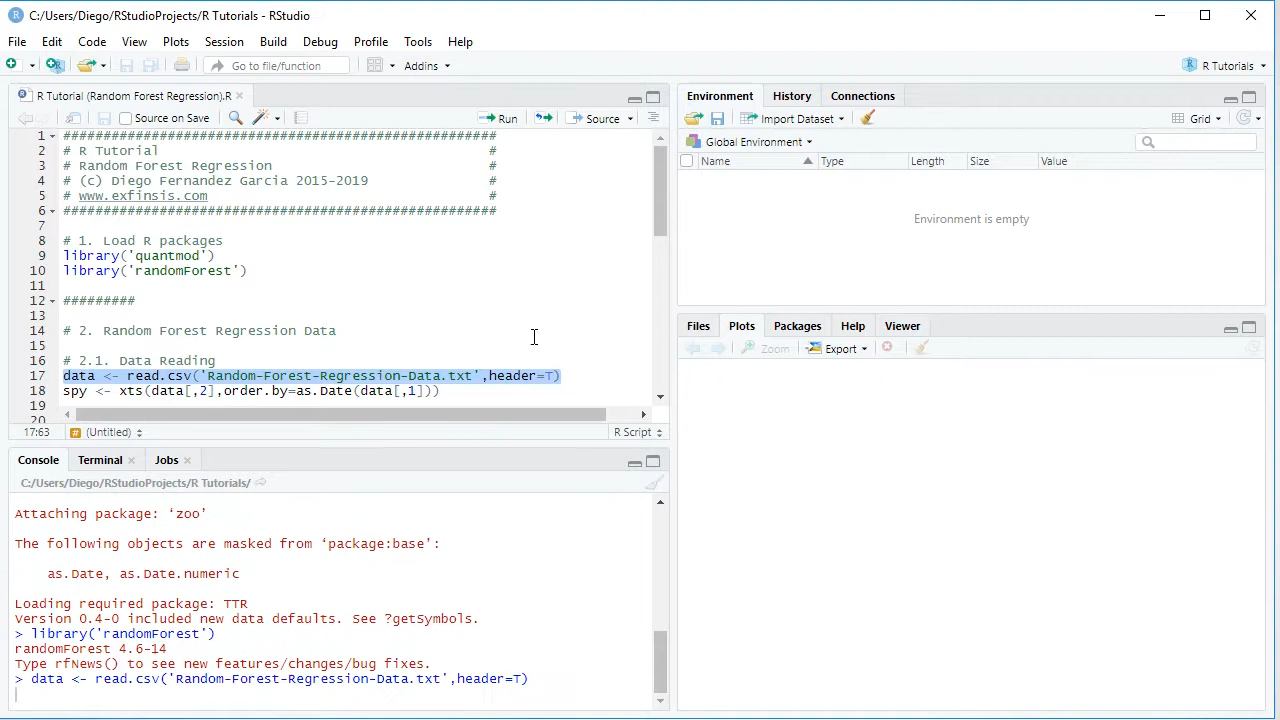 C:/Users/Diego/RStudioProjects/R Tutorials - RStudio
File Edit Code View Plots Session Build Debug Profile Tools Help
Go to file/function Addins R Tutorials
R Tutorial (Random Forest Regression).R
Source on Save Run Source
1 ######################################################
2 # R Tutorial #
3 # Random Forest Regression #
4 # (c) Diego Fernandez Garcia 2015-2019 #
5 # www.exfinsis.com #
6 ######################################################
7
8 # 1. Load R packages
9 library('quantmod')
10 library('randomForest')
11
12 #########
13
14 # 2. Random Forest Regression Data
15
16 # 2.1. Data Reading
17 data <- read.csv('Random-Forest-Regression-Data.txt',header=T)
18 spy <- xts(data[,2],order.by=as.Date(data[,1]))
19
20
17:63 (Untitled) R Script
Console Terminal Jobs
C:/Users/Diego/RStudioProjects/R Tutorials/
Attaching package: ‘zoo’
The following objects are masked from ‘package:base’:
as.Date, as.Date.numeric
Loading required package: TTR
Version 0.4-0 included new data defaults. See ?getSymbols.
> library('randomForest')
randomForest 4.6-14
Type rfNews() to see new features/changes/bug fixes.
> data <- read.csv('Random-Forest-Regression-Data.txt',header=T)
Environment History Connections
Import Dataset Grid
Global Environment
Name Type Length Size Value
Environment is empty
Files Plots Packages Help Viewer
Zoom Export